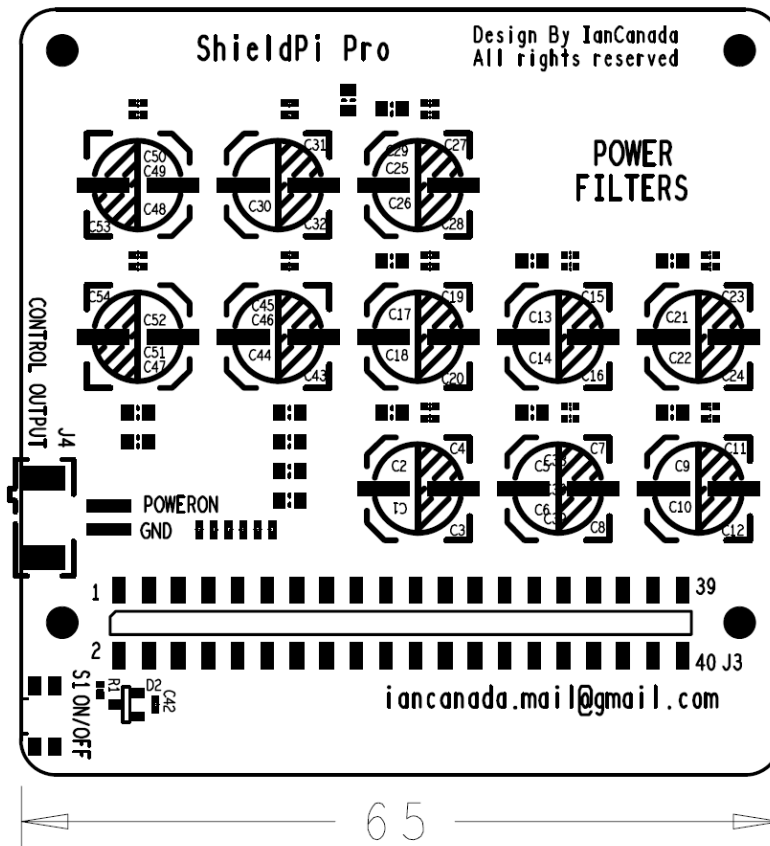 ShieldPi Pro
Design By IanCanada
All rights reserved
POWER
FILTERS
C50
C49
C48
C53
C31
C30
C32
C29
C25
C27
C26
C28
C54
C52
C51
C47
C45
C46
C44
C43
C17
C19
C18
C20
C13
C15
C14
C16
C21
C23
C22
C24
CONTROL OUTPUT
J4
POWERON
GND
C2
C4
C1
C3
C5
C7
C6
C8
C9
C11
C10
C12
1
39
2
40 J3
S1 ON/OFF
R1
D2
C42
iancanada.mail@gmail.com
65